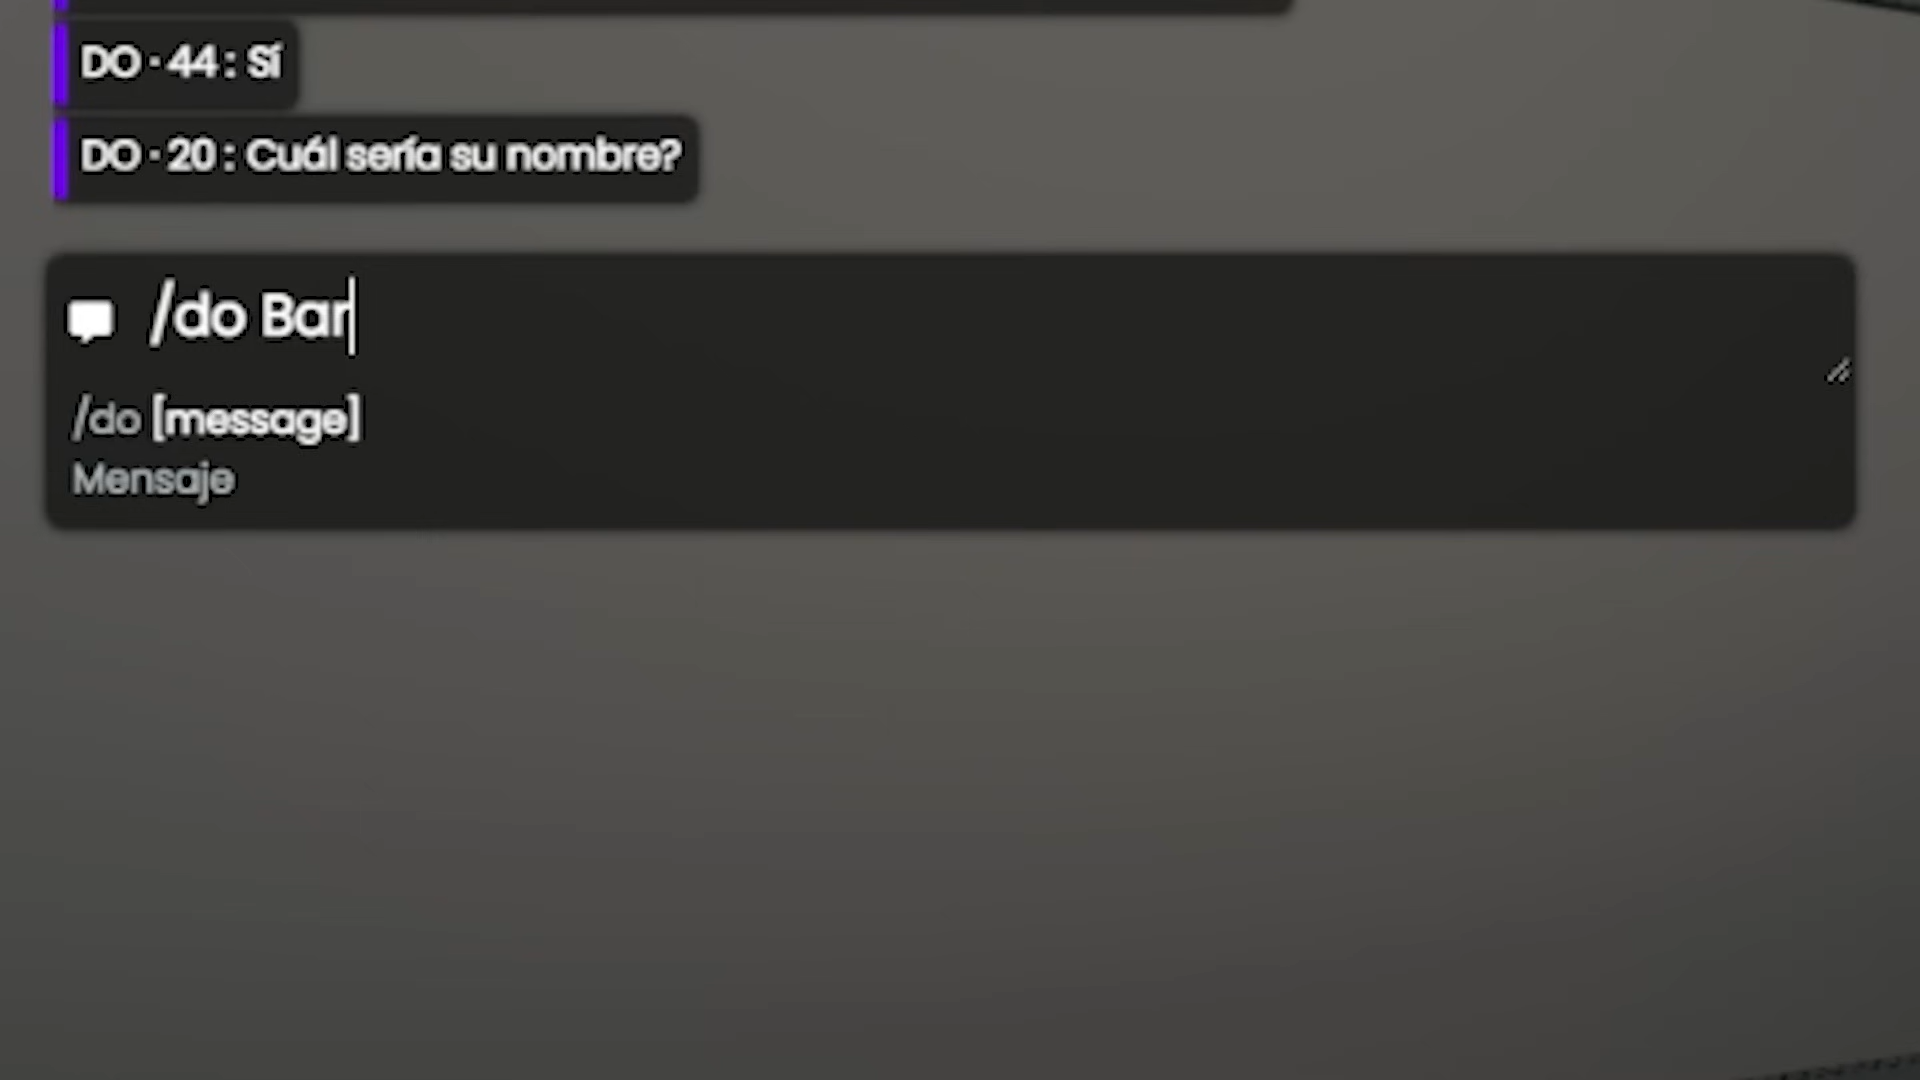 DO · 44 : Sí
DO · 20 : Cuál sería su nombre?
/do Bar
/do [message]
Mensaje